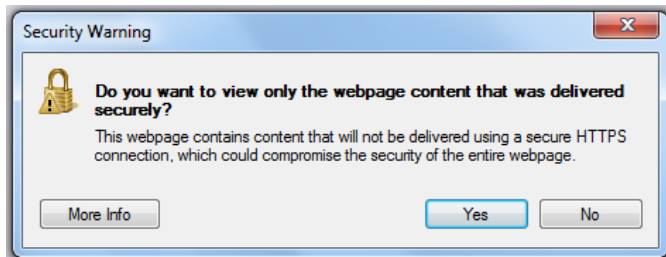 Security Warning
Do you want to view only the webpage content that was delivered
securely?
This webpage contains content that will not be delivered using a secure HTTPS
connection, which could compromise the security of the entire webpage.
More Info
Yes
No